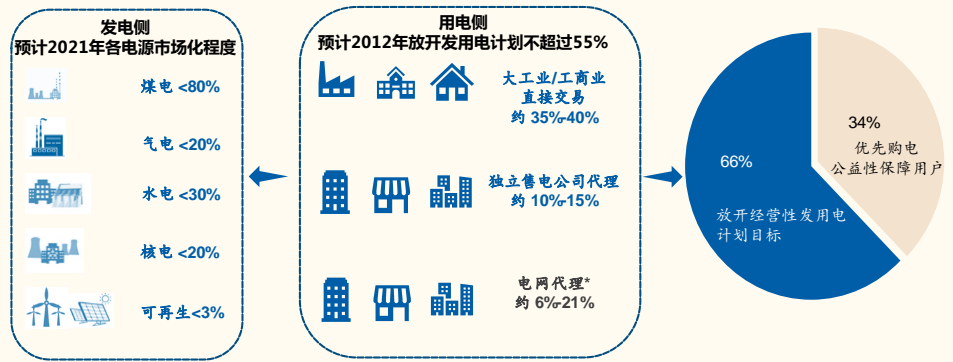 发电侧
预计2021年各电源市场化程度
煤电 <80%
气电 <20%
水电 <30%
核电 <20%
可再生<3%
用电侧
预计2012年放开发用电计划不超过55%
大工业/工商业
直接交易
约 35%-40%
独立售电公司代理
约 10%-15%
电网代理*
约 6%-21%
34%
优先购电
公益性保障用户
66%
放开经营性发用电
计划目标